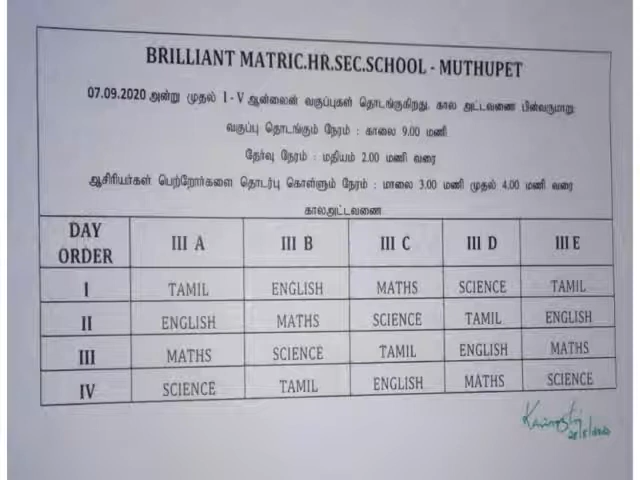 BRILLIANT MATRIC.HR.SEC.SCHOOL - MUTHUPET
07.09.2020 அன்று முதல் I - V ஆன்லைன் வகுப்புகள் தொடங்குகிறது. கால அட்டவணை பின்வருமாறு
வகுப்பு தொடங்கும் நேரம் : காலை 9.00 மணி
தேர்வு நேரம் : மதியம் 2.00 மணி வரை
ஆசிரியர்கள் பெற்றோர்களை தொடர்பு கொள்ளும் நேரம் : மாலை 3.00 மணி முதல் 4.00 மணி வரை
காலஅட்டவணை
DAY ORDER III A III B III C III D III E
I TAMIL ENGLISH MATHS SCIENCE TAMIL
II ENGLISH MATHS SCIENCE TAMIL ENGLISH
III MATHS SCIENCE TAMIL ENGLISH MATHS
IV SCIENCE TAMIL ENGLISH MATHS SCIENCE